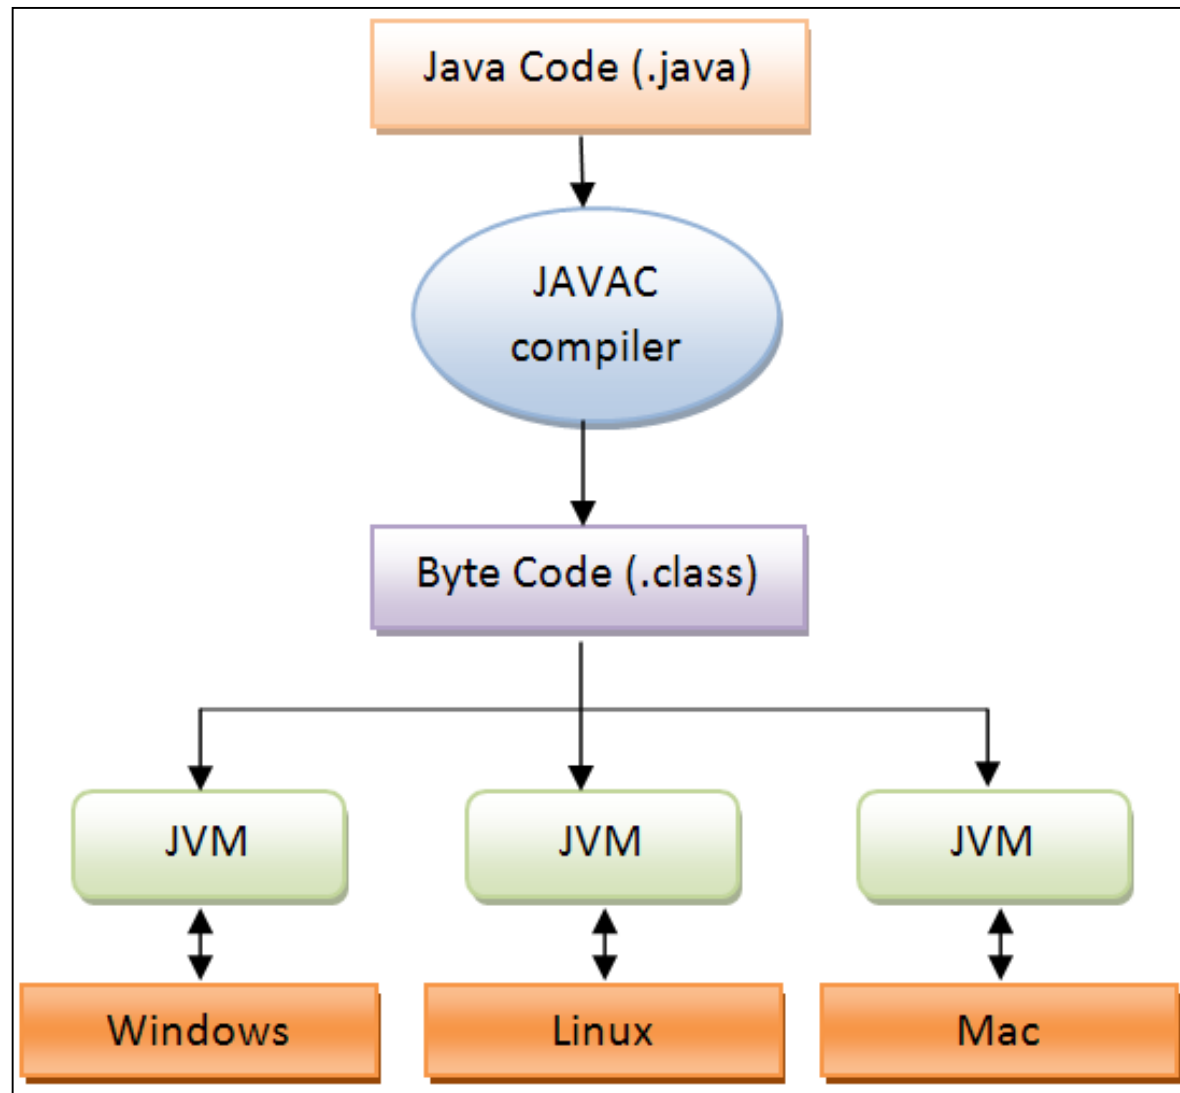 Java Code (.java)
JAVAC
compiler
Byte Code (.class)
JVM
JVM
JVM
Windows
Linux
Mac